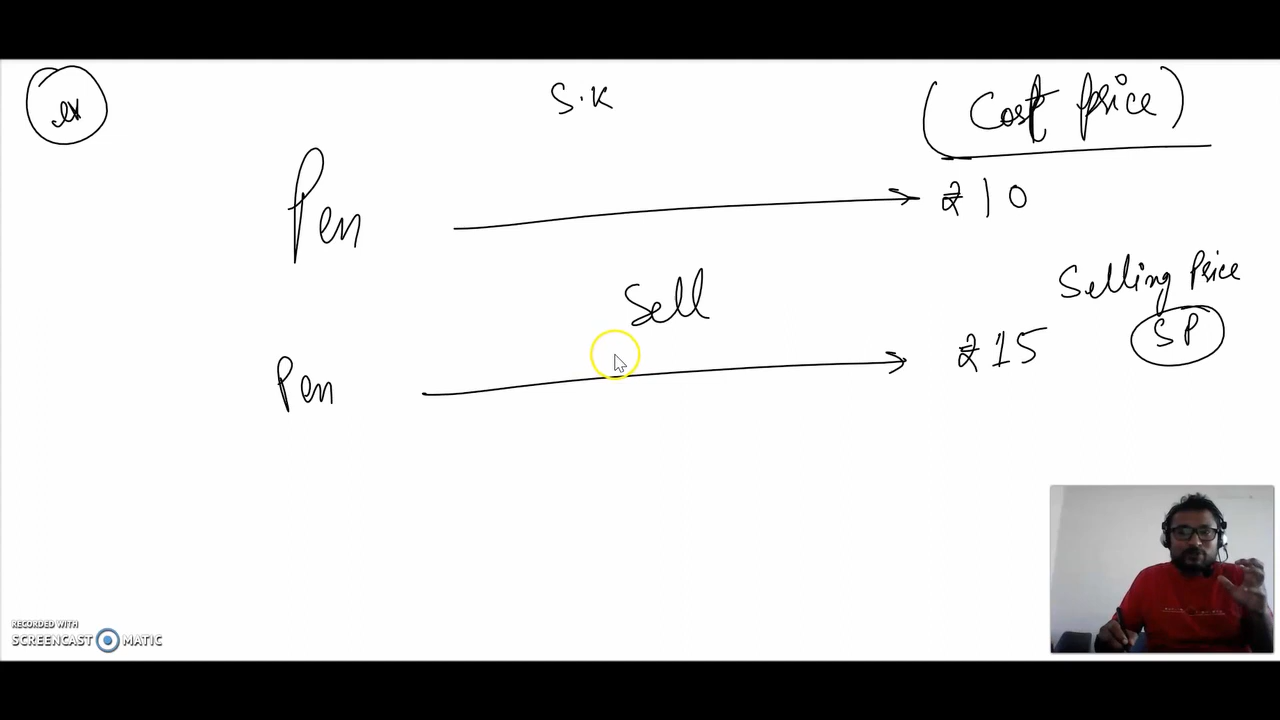 ex
S.K
(Cost Price)
Pen ₹ 10
Sell
Selling Price
Pen ₹ 15
SP
RECORDED WITH
SCREENCAST MATIC